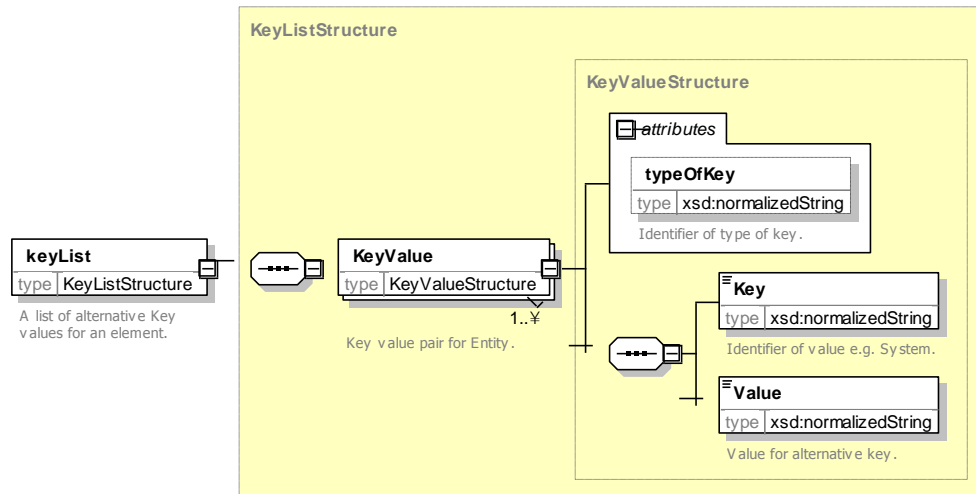 KeyListStructure
KeyValueStructure
attributes
typeOfKey
type xsd:normalizedString
Identifier of type of key.
keyList
type KeyListStructure
A list of alternative Key
values for an element.
KeyValue
type KeyValueStructure
1..¥
Key value pair for Entity.
Key
type xsd:normalizedString
Identifier of value e.g. System.
Value
type xsd:normalizedString
Value for alternative key.